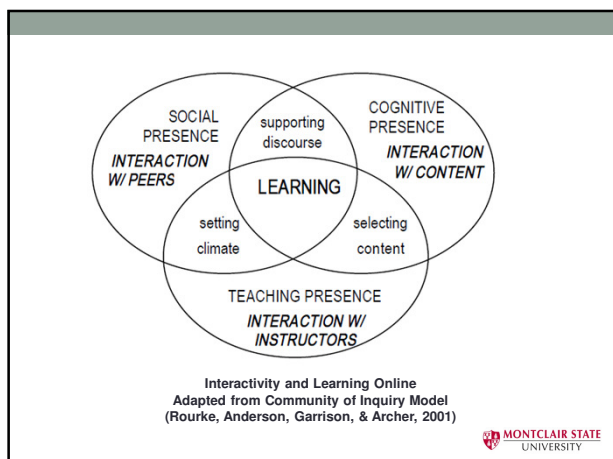 SOCIAL
PRESENCE
INTERACTION
W/ PEERS
supporting
discourse
COGNITIVE
PRESENCE
INTERACTION
W/ CONTENT
LEARNING
setting
climate
selecting
content
TEACHING PRESENCE
INTERACTION W/
INSTRUCTORS
Interactivity and Learning Online
Adapted from Community of Inquiry Model
(Rourke, Anderson, Garrison, & Archer, 2001)
MONTCLAIR STATE
UNIVERSITY